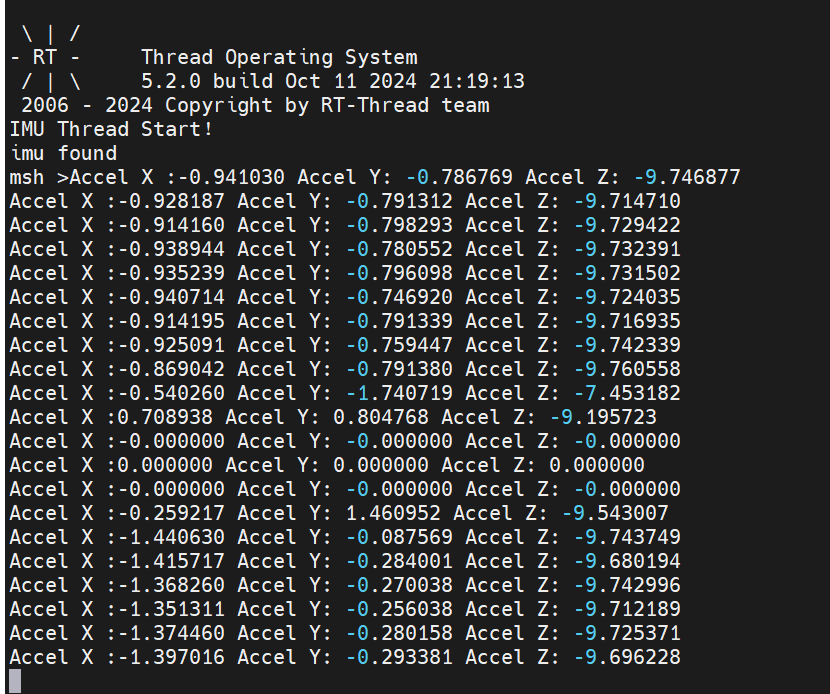 \ | /
- RT -     Thread Operating System
 / | \     5.2.0 build Oct 11 2024 21:19:13
 2006 - 2024 Copyright by RT-Thread team
IMU Thread Start!
imu found
msh >Accel X :-0.941030 Accel Y: -0.786769 Accel Z: -9.746877
Accel X :-0.928187 Accel Y: -0.791312 Accel Z: -9.714710
Accel X :-0.914160 Accel Y: -0.798293 Accel Z: -9.729422
Accel X :-0.938944 Accel Y: -0.780552 Accel Z: -9.732391
Accel X :-0.935239 Accel Y: -0.796098 Accel Z: -9.731502
Accel X :-0.940714 Accel Y: -0.746920 Accel Z: -9.724035
Accel X :-0.914195 Accel Y: -0.791339 Accel Z: -9.716935
Accel X :-0.925091 Accel Y: -0.759447 Accel Z: -9.742339
Accel X :-0.869042 Accel Y: -0.791380 Accel Z: -9.760558
Accel X :-0.540260 Accel Y: -1.740719 Accel Z: -7.453182
Accel X :0.708938 Accel Y: 0.804768 Accel Z: -9.195723
Accel X :-0.000000 Accel Y: -0.000000 Accel Z: -0.000000
Accel X :0.000000 Accel Y: 0.000000 Accel Z: 0.000000
Accel X :-0.000000 Accel Y: -0.000000 Accel Z: -0.000000
Accel X :-0.259217 Accel Y: 1.460952 Accel Z: -9.543007
Accel X :-1.440630 Accel Y: -0.087569 Accel Z: -9.743749
Accel X :-1.415717 Accel Y: -0.284001 Accel Z: -9.680194
Accel X :-1.368260 Accel Y: -0.270038 Accel Z: -9.742996
Accel X :-1.351311 Accel Y: -0.256038 Accel Z: -9.712189
Accel X :-1.374460 Accel Y: -0.280158 Accel Z: -9.725371
Accel X :-1.397016 Accel Y: -0.293381 Accel Z: -9.696228